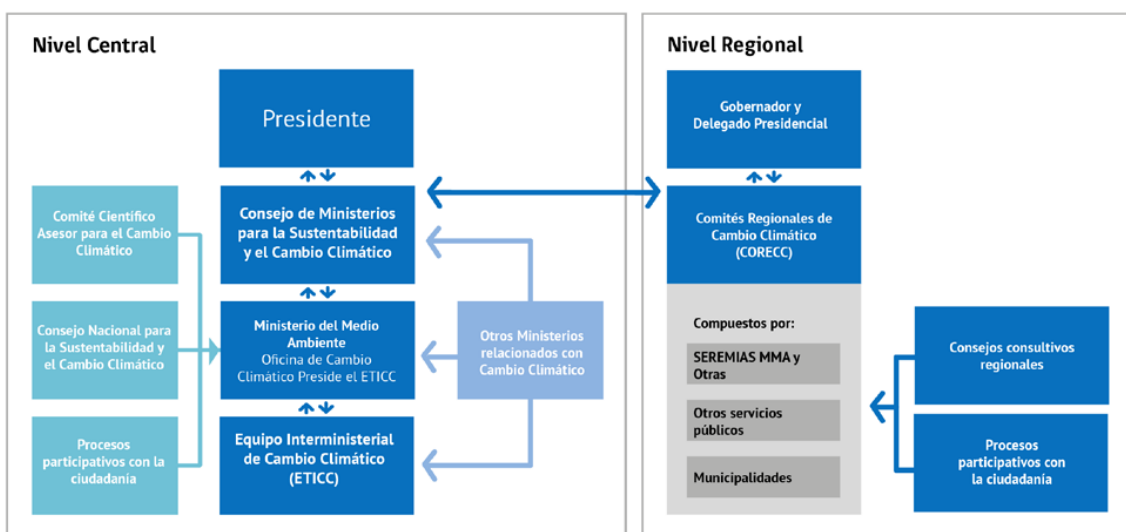 Nivel Central
Presidente
Comité Científico
Asesor para el Cambio
Climático
Consejo Nacional para
la Sustentabilidad y
el Cambio Climático
Procesos
participativos con la
ciudadanía
Consejo de Ministerios
para la Sustentabilidad
y el Cambio Climático
Ministerio del Medio
Ambiente
Oficina de Cambio
Climático Preside el ETICC
Equipo Interministerial
de Cambio Climático
(ETICC)
Otros Ministerios
relacionados con
Cambio Climático
Nivel Regional
Gobernador y
Delegado Presidencial
Comités Regionales de
Cambio Climático
(CORECC)
Compuestos por:
SEREMIAS MMA y
Otras
Otros servicios
públicos
Municipalidades
Consejos consultivos
regionales
Procesos
participativos con
la ciudadanía